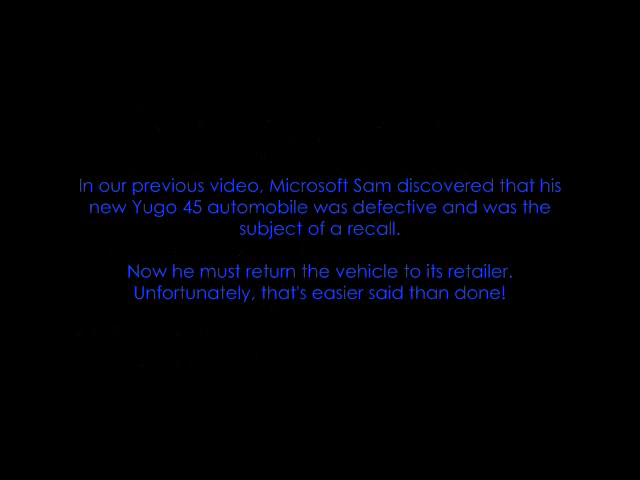 In our previous video, Microsoft Sam discovered that his
new Yugo 45 automobile was defective and was the
subject of a recall.
Now he must return the vehicle to its retailer.
Unfortunately, that's easier said than done!